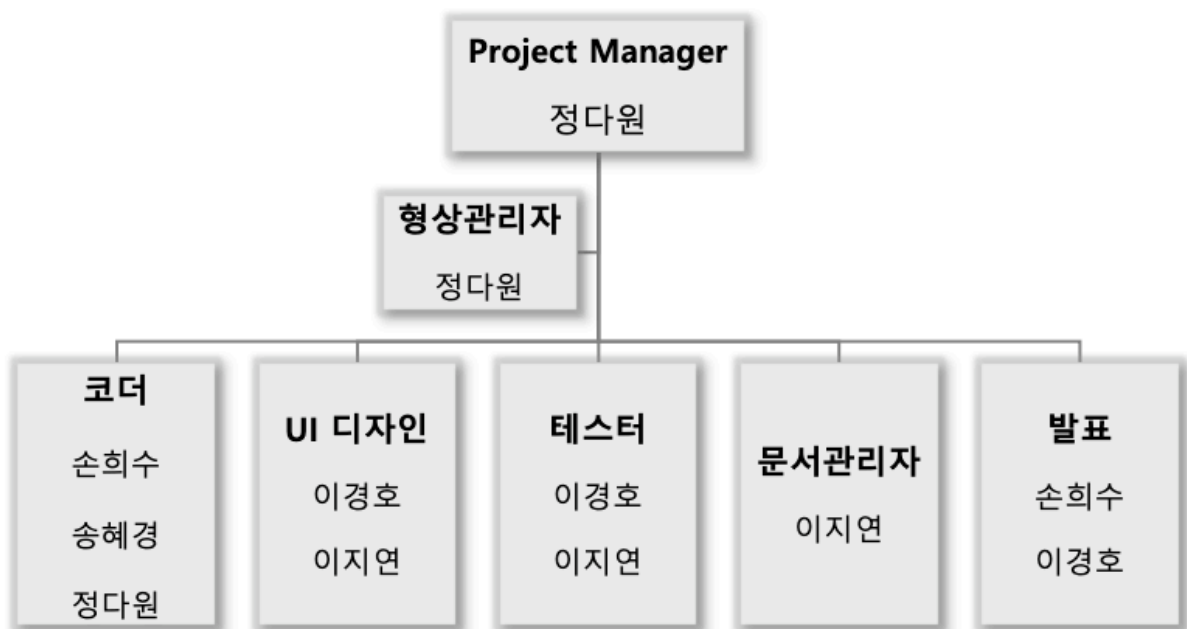 Project Manager
정다원
형상관리자
정다원
코더
손희수
송혜경
정다원
UI 디자인
이경호
이지연
테스터
이경호
이지연
문서관리자
이지연
발표
손희수
이경호